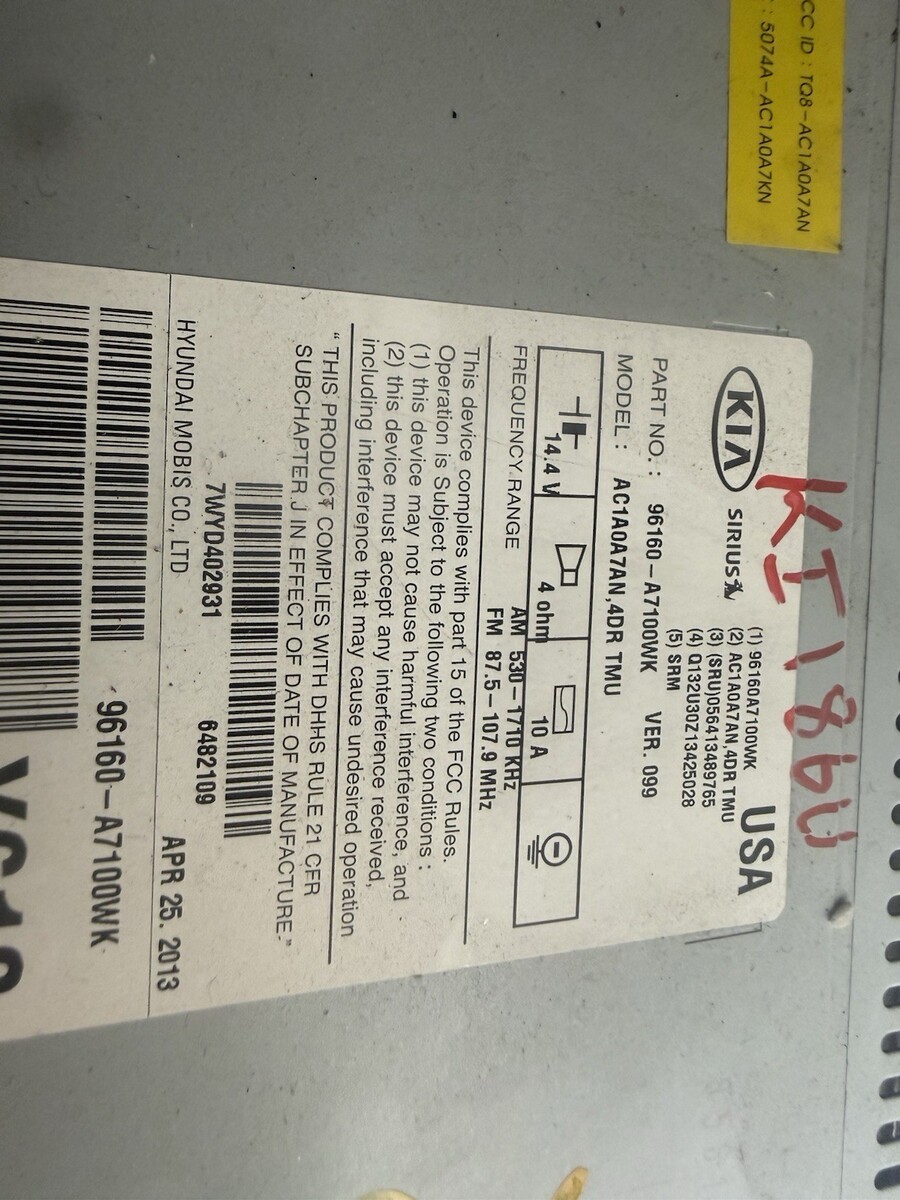 CC ID : TQ8-AC1A0A7AN
: 5074A-AC1A0A7KN
KI 186U
KIA SIRIUS
USA
(1) 96160A7100WK
(2) AC1A0A7AN,4DR TMU
(3) (SRU)056413489765
(4) Q132U30Z13425028
(5) SRM
PART NO. : 96160-A7100WK VER. 099
MODEL : AC1A0A7AN,4DR TMU
14.4 V 4 ohm 10 A
FREQUENCY.RANGE AM 530-1710 KHz
FM 87.5-107.9 MHz
This device complies with part 15 of the FCC Rules.
Operation is Subject to the following two conditions :
(1) this device may not cause harmful interference, and
(2) this device must accept any interference received,
including interference that may cause undesired operation
" THIS PRODUCT COMPLIES WITH DHHS RULE 21 CFR
SUBCHAPTER J IN EFFECT OF DATE OF MANUFACTURE."
7WYD402931 6482109
HYUNDAI MOBIS CO., LTD APR 25. 2013
96160-A7100WK